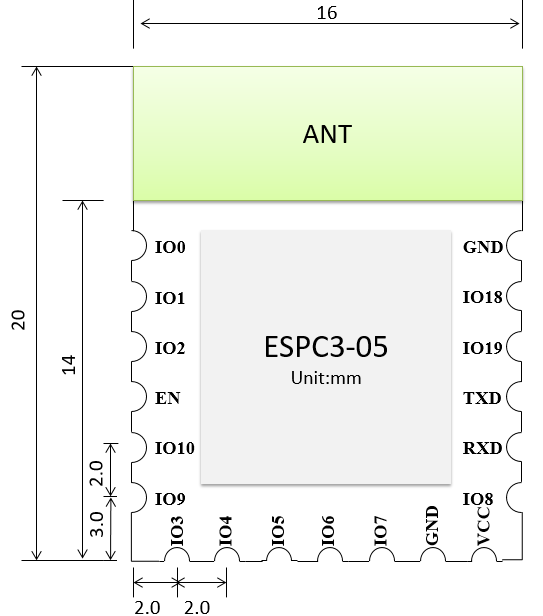 16
ANT
20
14
IO0
GND
IO1
IO18
IO2
IO19
ESPC3-05
Unit:mm
EN
TXD
IO10
RXD
2.0
IO9
IO8
3.0
IO3
IO4
IO5
IO6
IO7
GND
VCC
2.0
2.0